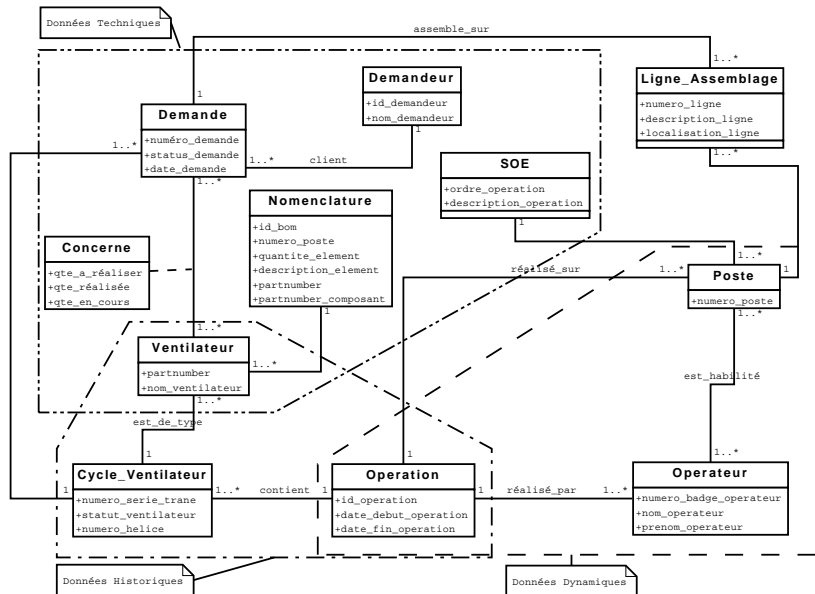 Données Techniques
assemble_sur
1
1..*
Demandeur
+id_demandeur
+nom_demandeur
1
Ligne_Assemblage
+numero_ligne
+description_ligne
+localisation_ligne
1..*
Demande
+numéro_demande
+status_demande
+date_demande
1..*
1..*
client
1..*
SOE
+ordre_operation
+description_operation
1
Nomenclature
+id_bom
+numero_poste
+quantite_element
+description_element
+partnumber
+partnumber_composant
1
Concerne
+qte_a_réaliser
+qte_réalisée
+qte_en_cours
réalisé_sur
1..*
1..*
Poste
+numero_poste
1
1..*
1..*
Ventilateur
+partnumber
+nom_ventilateur
1..*
1..*
est_habilité
est_de_type
1
1
1..*
Cycle_Ventilateur
+numero_serie_trane
+statut_ventilateur
+numero_helice
1
1..*
contient
1
Operation
+id_operation
+date_debut_operation
+date_fin_operation
1
réalisé_par
1..*
Operateur
+numero_badge_operateur
+nom_operateur
+prenom_operateur
Données Historiques
Données Dynamiques